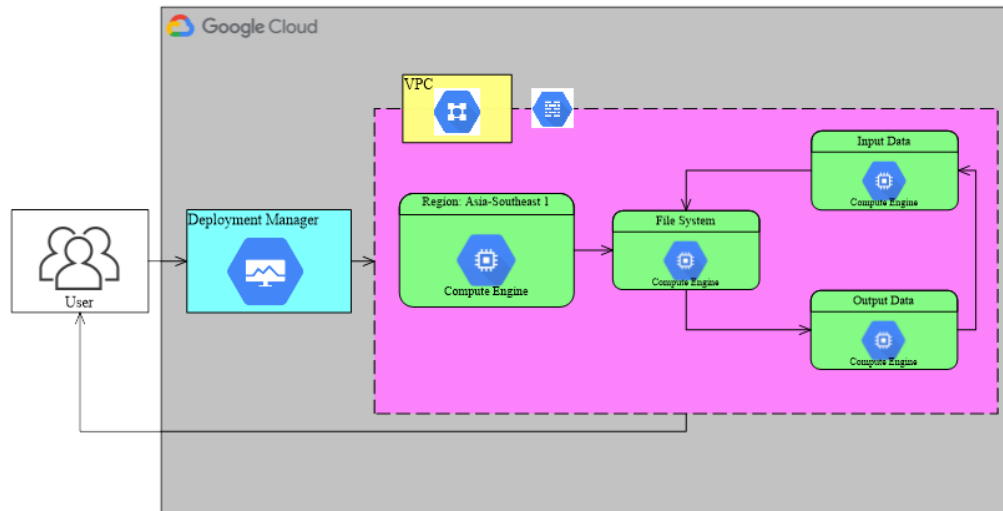 Google Cloud
VPC
Input Data
Compute Engine
Region: Asia-Southeast 1
Compute Engine
File System
Compute Engine
Deployment Manager
User
Output Data
Compute Engine